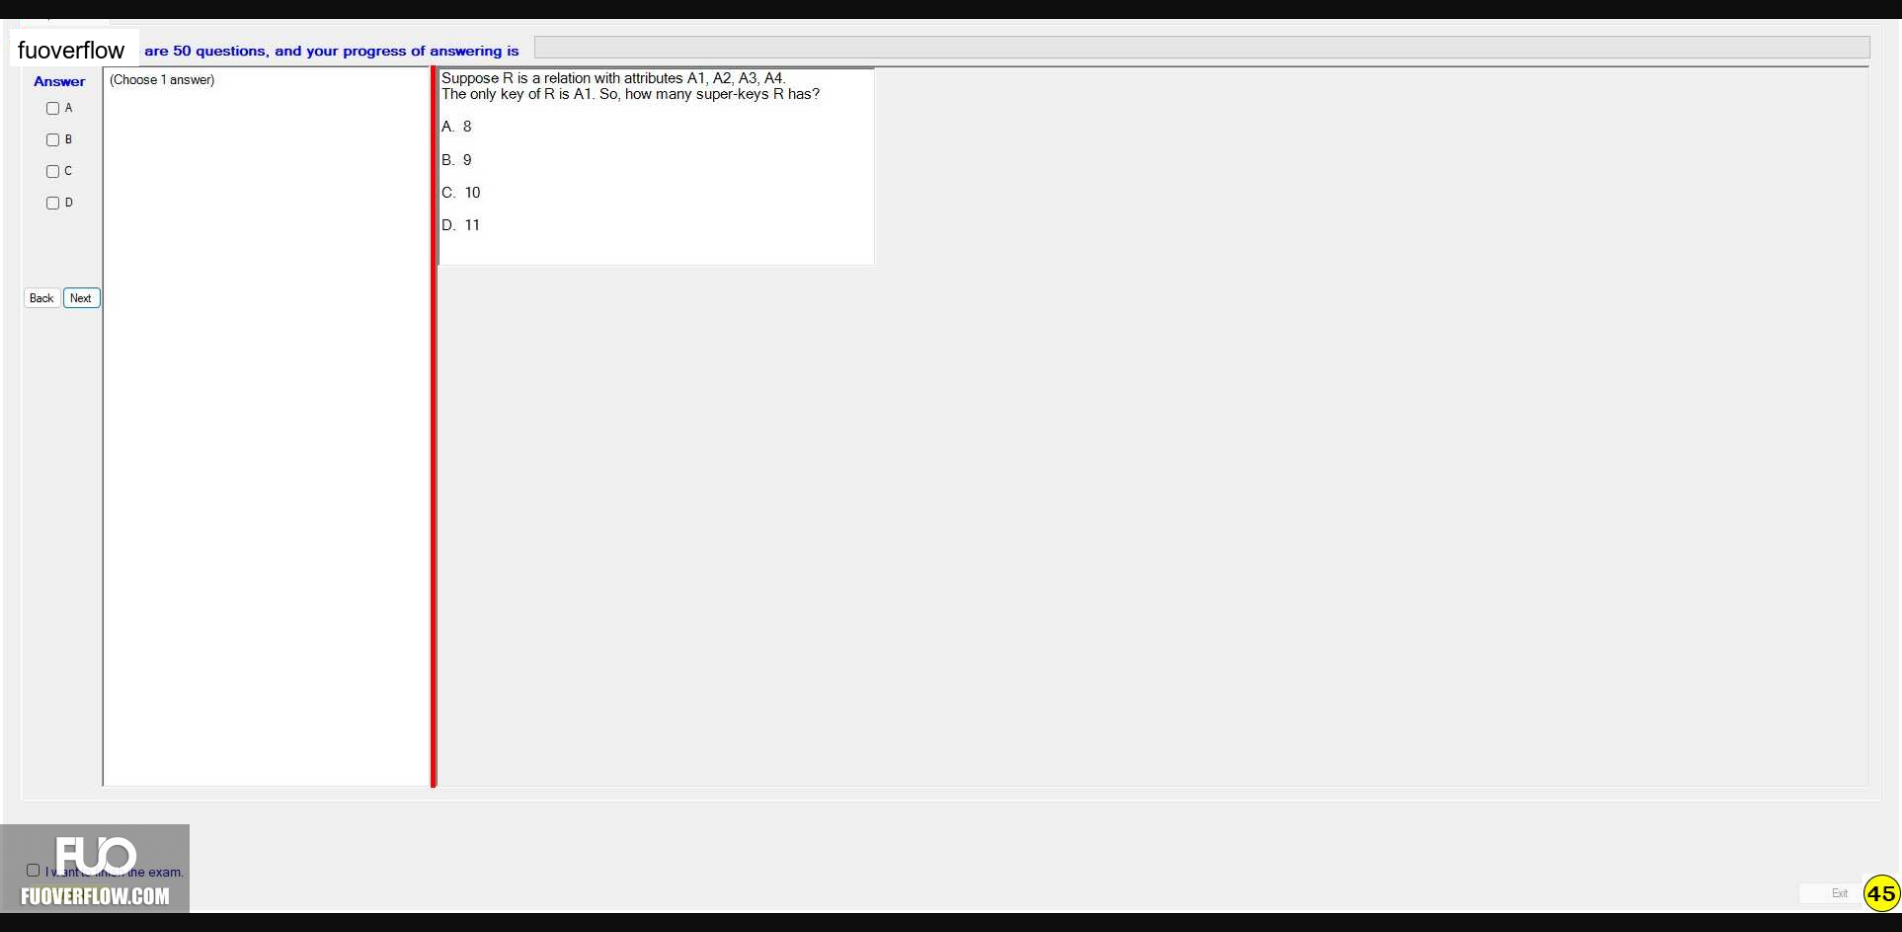 fuoverflow are 50 questions, and your progress of answering is
Answer
(Choose 1 answer)
A
B
C
D
Back Next
Suppose R is a relation with attributes A1, A2, A3, A4.
The only key of R is A1. So, how many super-keys R has?
A. 8
B. 9
C. 10
D. 11
FUO
the exam.
FUOVERFLOW.COM
Exit
45